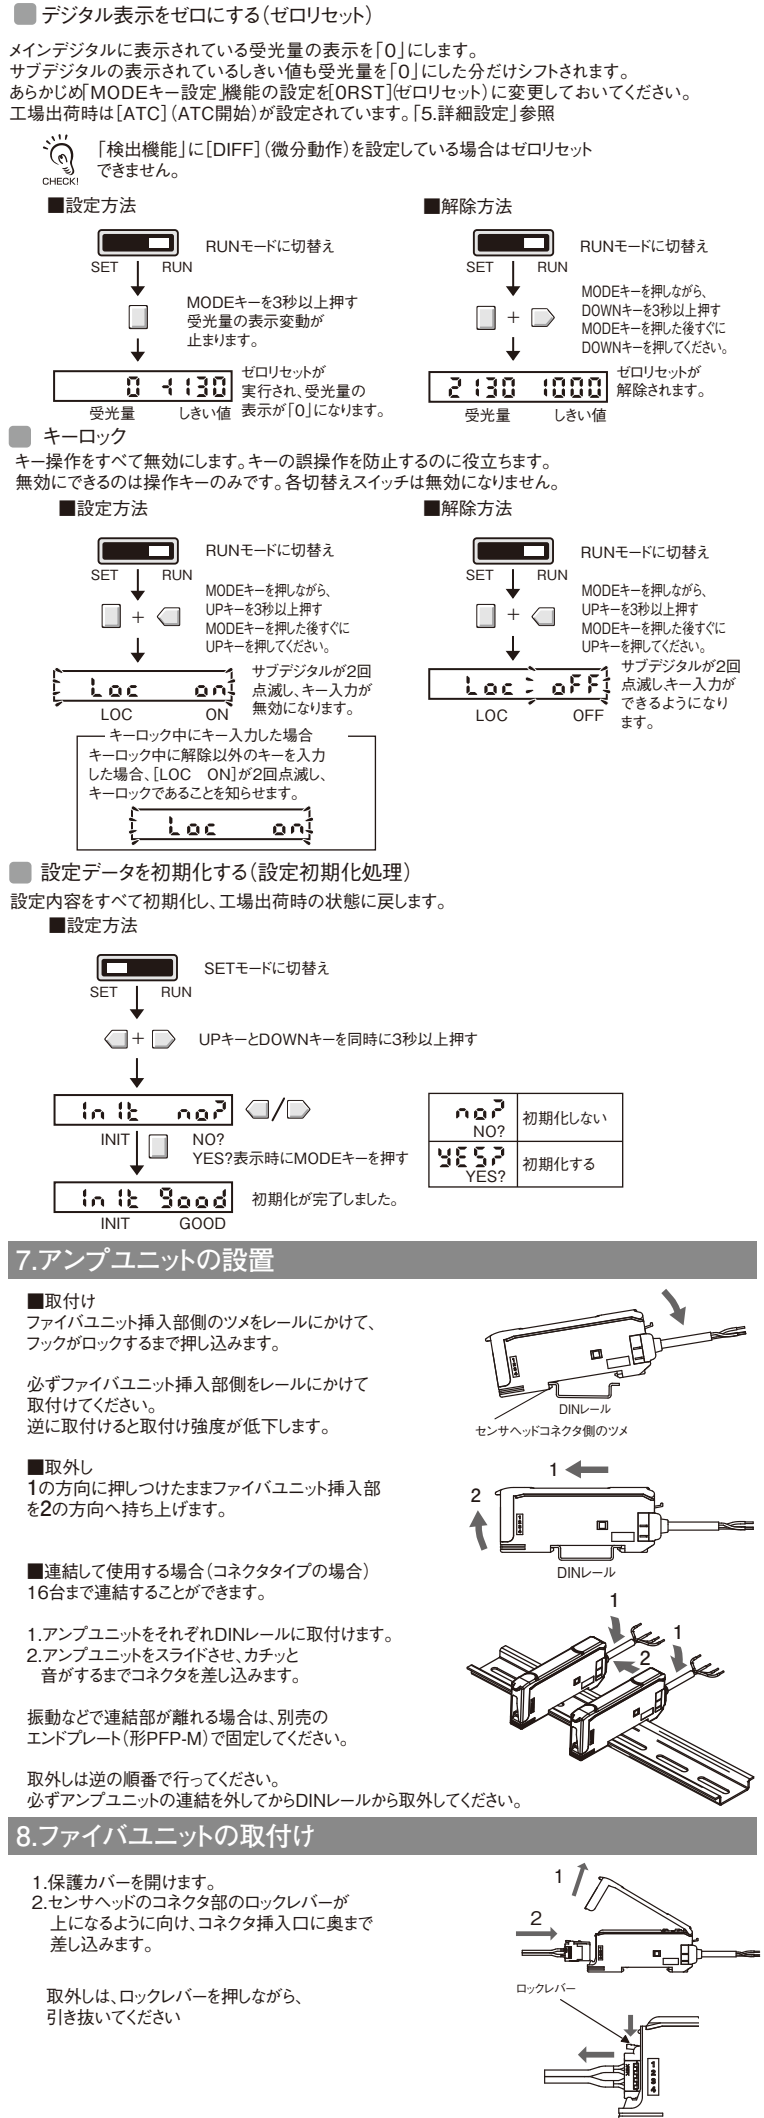 デジタル表示をゼロにする(ゼロリセット)
メインデジタルに表示されている受光量の表示を「0」にします。
サブデジタルの表示されているしきい値も受光量を「0」にした分だけシフトされます。
あらかじめ「MODEキー設定」機能の設定を[0RST](ゼロリセット)に変更しておいてください。
工場出荷時は[ATC](ATC開始)が設定されています。「5.詳細設定」参照
CHECK!
「検出機能」に[DIFF](微分動作)を設定している場合はゼロリセット
できません。
■設定方法
SET RUN
RUNモードに切替え
MODEキーを3秒以上押す
受光量の表示変動が
止まります。
0 -1130
受光量 しきい値
ゼロリセットが
実行され、受光量の
表示が「0」になります。
■解除方法
SET RUN
RUNモードに切替え
+
MODEキーを押しながら、
DOWNキーを3秒以上押す
MODEキーを押した後すぐに
DOWNキーを押してください。
2130 1000
受光量 しきい値
ゼロリセットが
解除されます。
キーロック
キー操作をすべて無効にします。キーの誤操作を防止するのに役立ちます。
無効にできるのは操作キーのみです。各切替えスイッチは無効になりません。
■設定方法
SET RUN
RUNモードに切替え
+
MODEキーを押しながら、
UPキーを3秒以上押す
MODEキーを押した後すぐに
UPキーを押してください。
Loc on
LOC ON
サブデジタルが2回
点滅し、キー入力が
無効になります。
■解除方法
SET RUN
RUNモードに切替え
+
MODEキーを押しながら、
UPキーを3秒以上押す
MODEキーを押した後すぐに
UPキーを押してください。
Loc oFF
LOC OFF
サブデジタルが2回
点滅し、キー入力が
できるようになり
ます。
キーロック中にキー入力した場合
キーロック中に解除以外のキーを入力
した場合、[LOC ON]が2回点滅し、
キーロックであることを知らせます。
Loc on
設定データを初期化する(設定初期化処理)
設定内容をすべて初期化し、工場出荷時の状態に戻します。
■設定方法
SET RUN
SETモードに切替え
+
UPキーとDOWNキーを同時に3秒以上押す
InIt no?
/
INIT NO?
YES?表示時にMODEキーを押す
InIt good
INIT GOOD
初期化が完了しました。
no?
NO?
初期化しない
YES?
YES?
初期化する
7.アンプユニットの設置
■取付け
ファイバユニット挿入部側のツメをレールにかけて、
フックがロックするまで押し込みます。
必ずファイバユニット挿入部側をレールにかけて
取付けてください。
逆に取付けると取付け強度が低下します。
DINレール
センサヘッドコネクタ側のツメ
■取外し
1の方向に押しつけたままファイバユニット挿入部
を2の方向へ持ち上げます。
1
2
DINレール
■連結して使用する場合(コネクタタイプの場合)
16台まで連結することができます。
1.アンプユニットをそれぞれDINレールに取付けます。
2.アンプユニットをスライドさせ、カチッと
音がするまでコネクタを差し込みます。
1
1
2
振動などで連結部が離れる場合は、別売の
エンドプレート(形PFP-M)で固定してください。
取外しは逆の順番で行ってください。
必ずアンプユニットの連結を外してからDINレールから取外してください。
8.ファイバユニットの取付け
1.保護カバーを開けます。
2.センサヘッドのコネクタ部のロックレバーが
上になるように向け、コネクタ挿入口に奥まで
差し込みます。
取外しは、ロックレバーを押しながら、
引き抜いてください
1
2
ロックレバー
1
2
3
4